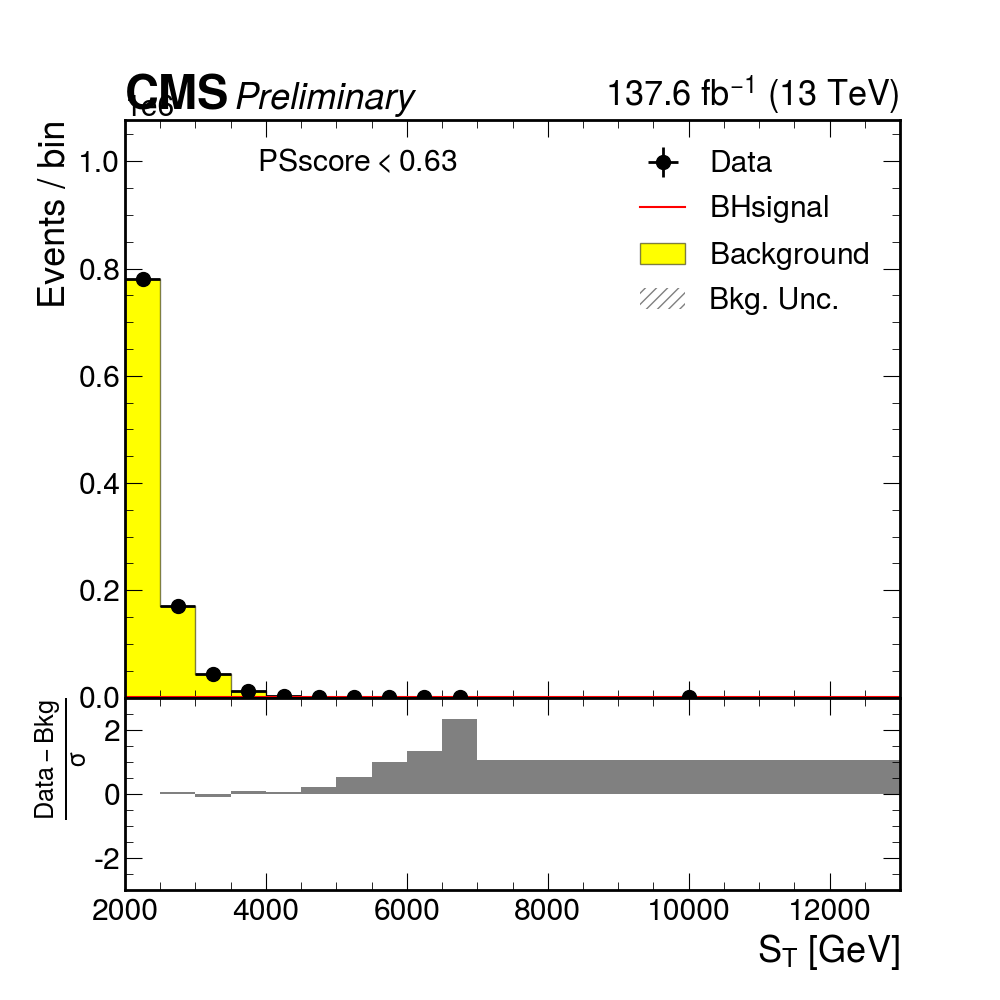 CMS Preliminary 137.6 fb⁻¹ (13 TeV)
1e6
Events / bin
PSscore < 0.63
Data
BHsignal
Background
Bkg. Unc.
1.0
0.8
0.6
0.4
0.2
0.0
Data – Bkg
σ
2
0
-2
2000 4000 6000 8000 10000 12000
S_T [GeV]